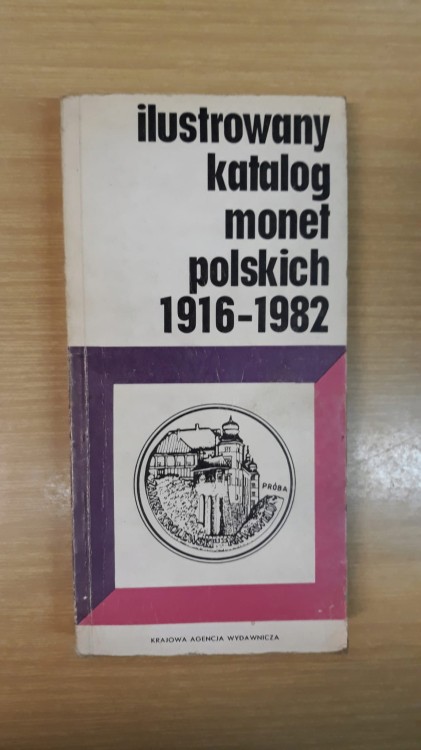 ilustrowany
katalog
monet
polskich
1916-1982
PRÓBA
KRAJOWA AGENCJA WYDAWNICZA